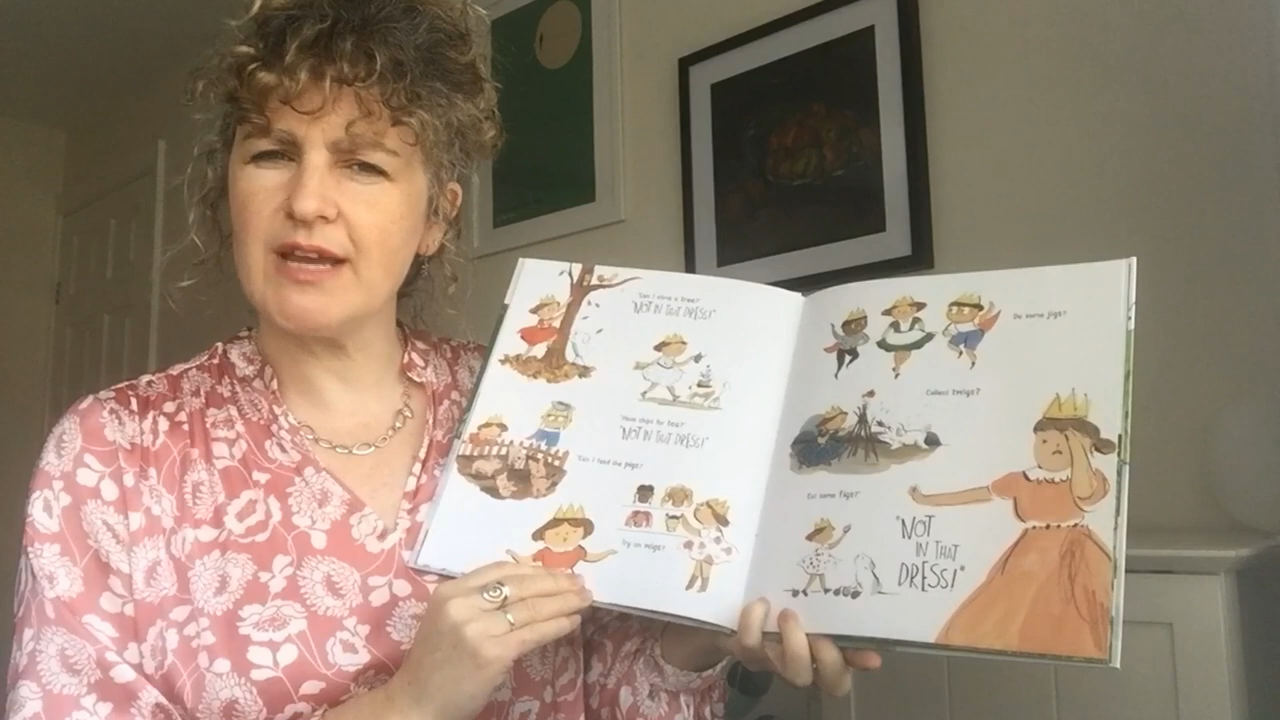 "Can I climb a tree?"
"NOT IN THAT DRESS!"
"Have chips for tea?"
"NOT IN THAT DRESS!"
"Can I feed the pigs?
Try on wigs?
Do some jigs?
Collect twigs?
Eat some figs?"
"NOT
IN THAT
DRESS!"